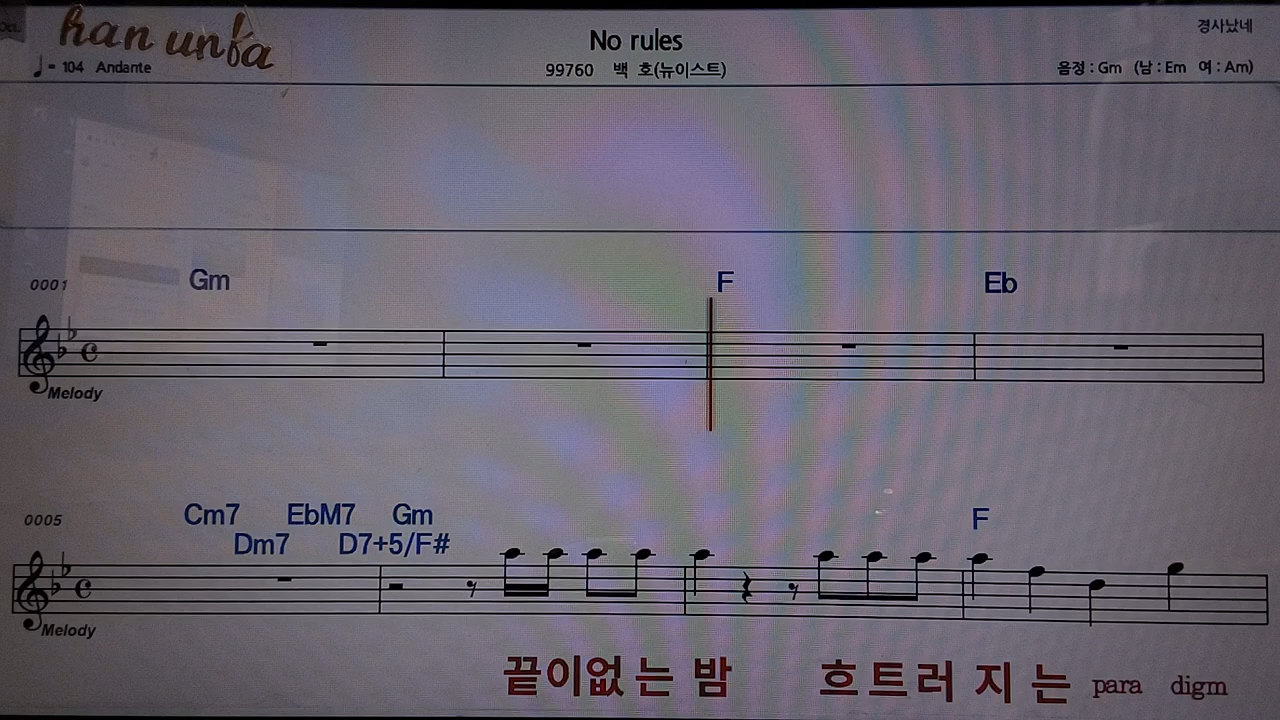 Oct.
han unba
No rules
경사났네
♩= 104 Andante
99760 백 호(뉴이스트)
음정 : Gm (남 : Em 여 : Am)
0001 Gm F Eb
Melody
0005 Cm7 EbM7 Gm F
Dm7 D7+5/F#
Melody
끝이없 는 밤 흐트러 지 는 para digm